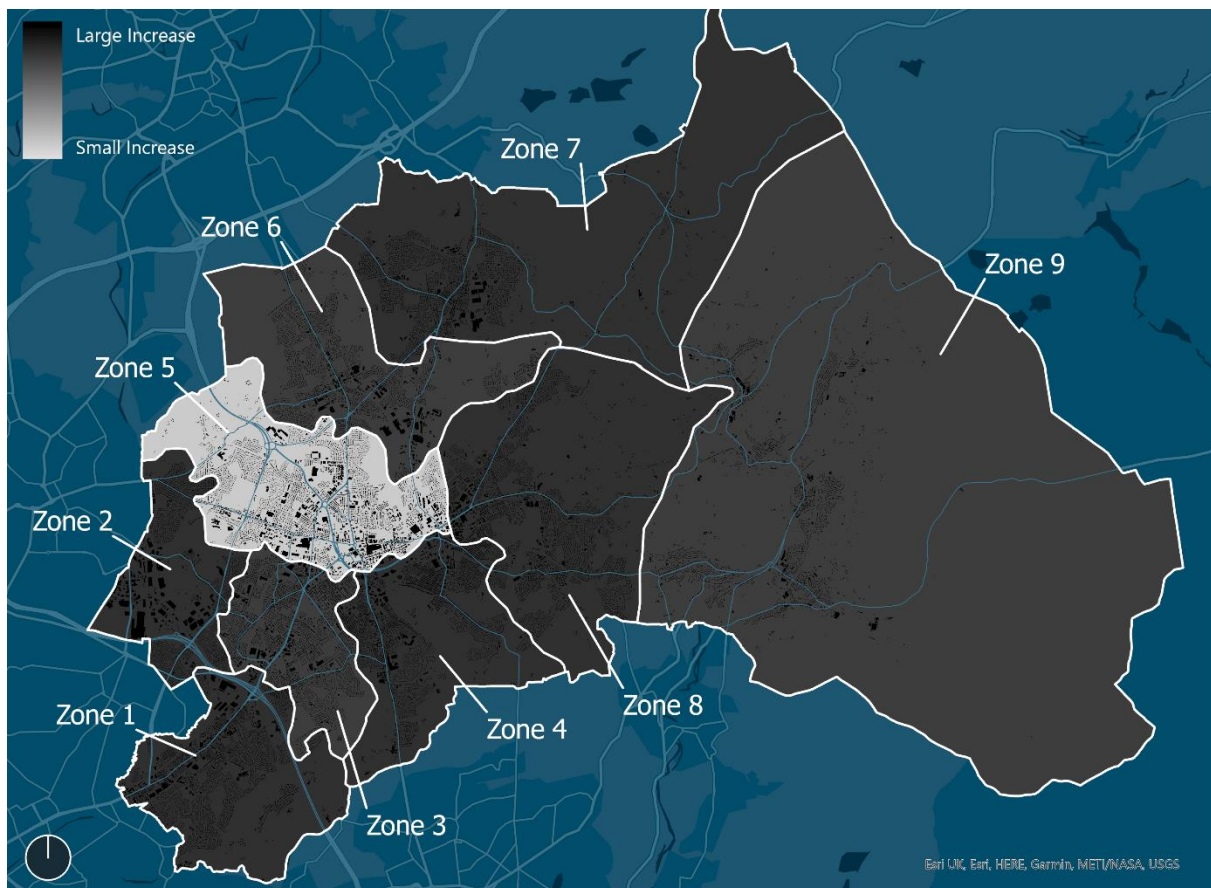 Large Increase
Small Increase
Zone 7
Zone 6
Zone 9
Zone 5
Zone 2
Zone 8
Zone 1
Zone 4
Zone 3
Esri UK, Esri, HERE, Garmin, METI/NASA, USGS